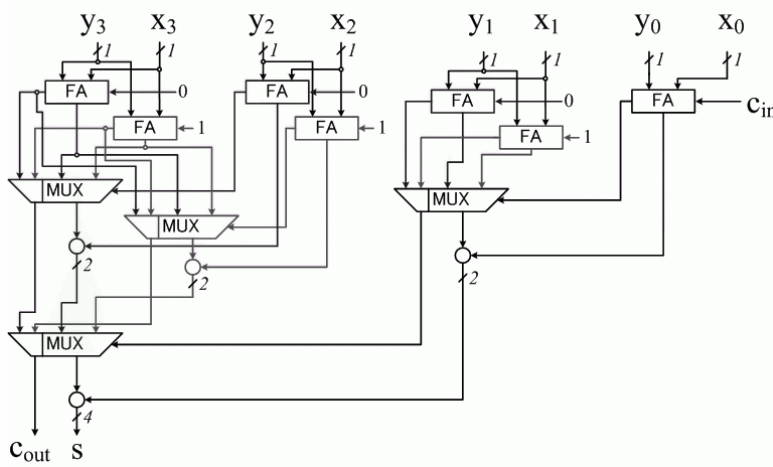 y3 x3 y2 x2 y1 x1 y0 x0
1 1 1 1 1 1 1 1
FA 0 FA 0 FA 0 FA cin
FA 1 FA 1 FA 1
MUX MUX
MUX
2 2
2
MUX
4
cout s